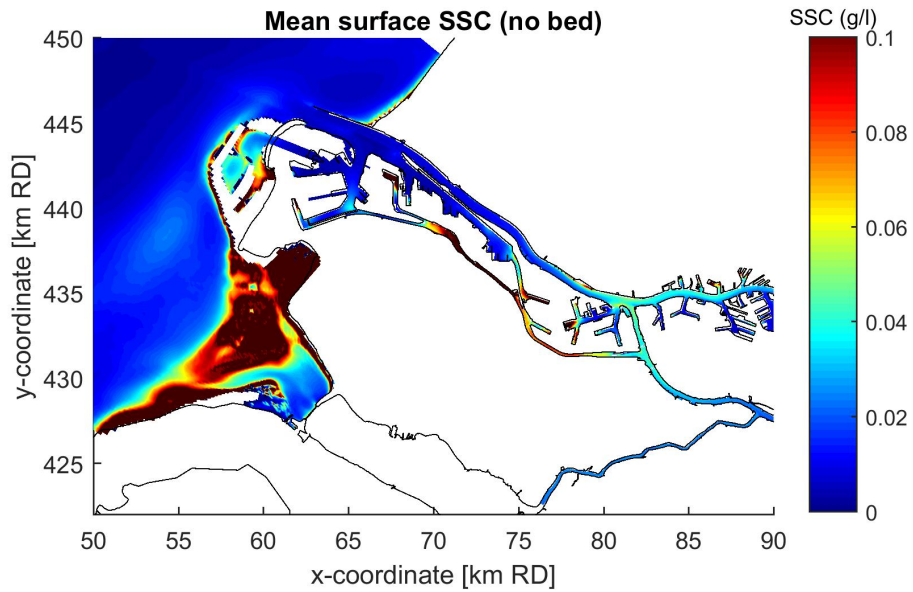 Mean surface SSC (no bed)
SSC (g/l)
450
445
440
435
430
425
y-coordinate [km RD]
50 55 60 65 70 75 80 85 90
x-coordinate [km RD]
0.1
0.08
0.06
0.04
0.02
0